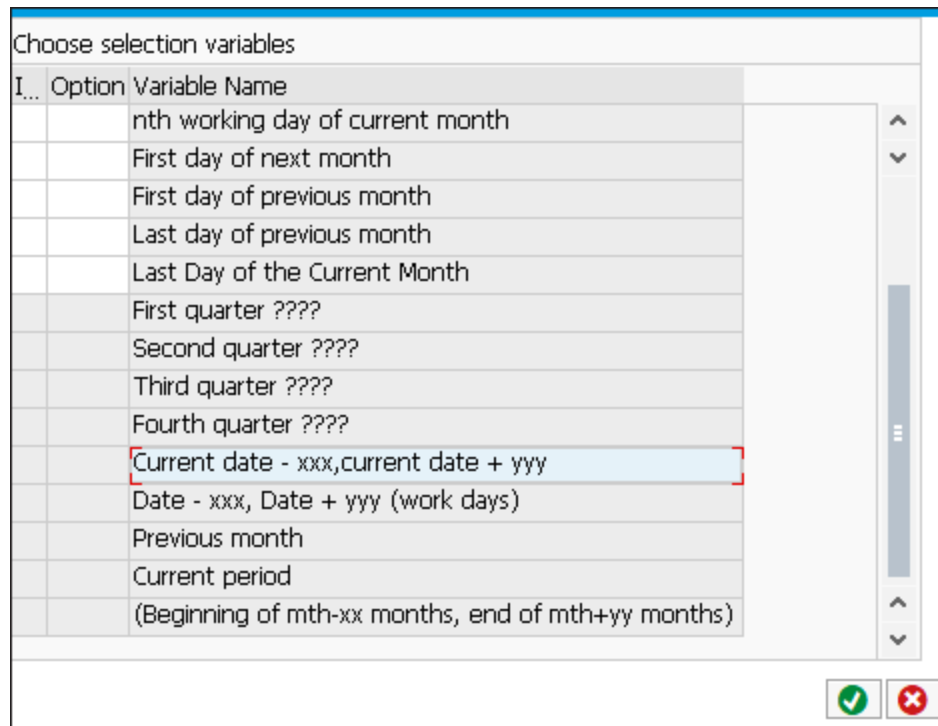 Choose selection variables
I... Option Variable Name
nth working day of current month
First day of next month
First day of previous month
Last day of previous month
Last Day of the Current Month
First quarter ????
Second quarter ????
Third quarter ????
Fourth quarter ????
Current date - xxx,current date + yyy
Date - xxx, Date + yyy (work days)
Previous month
Current period
(Beginning of mth-xx months, end of mth+yy months)